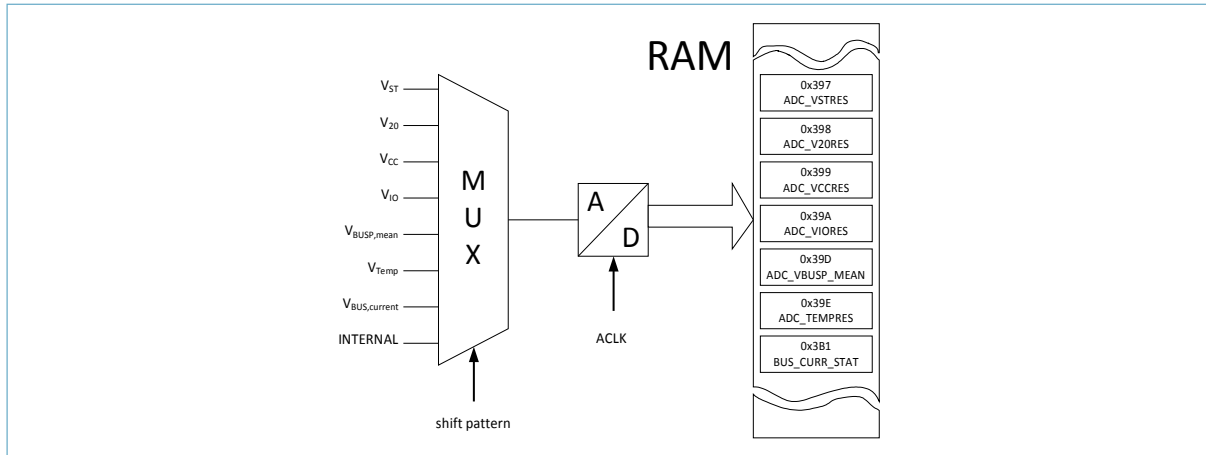 RAM
V_ST
V_20
V_CC
V_IO
V_BUSP,mean
V_Temp
V_BUS,current
INTERNAL
M
U
X
shift pattern
A
D
ACLK
0x397
ADC_VSTRES
0x398
ADC_V20RES
0x399
ADC_VCCRES
0x39A
ADC_VIORES
0x39D
ADC_VBUSP_MEAN
0x39E
ADC_TEMPRES
0x3B1
BUS_CURR_STAT